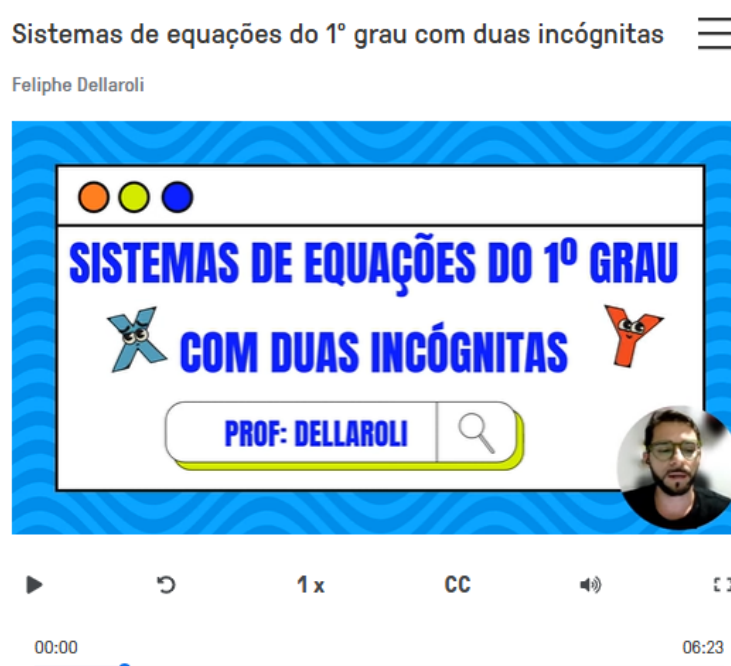 Sistemas de equações do 1º grau com duas incógnitas
Feliphe Dellaroli
SISTEMAS DE EQUAÇÕES DO 1º GRAU
X COM DUAS INCÓGNITAS Y
PROF: DELLAROLI
1 x CC
00:00 06:23